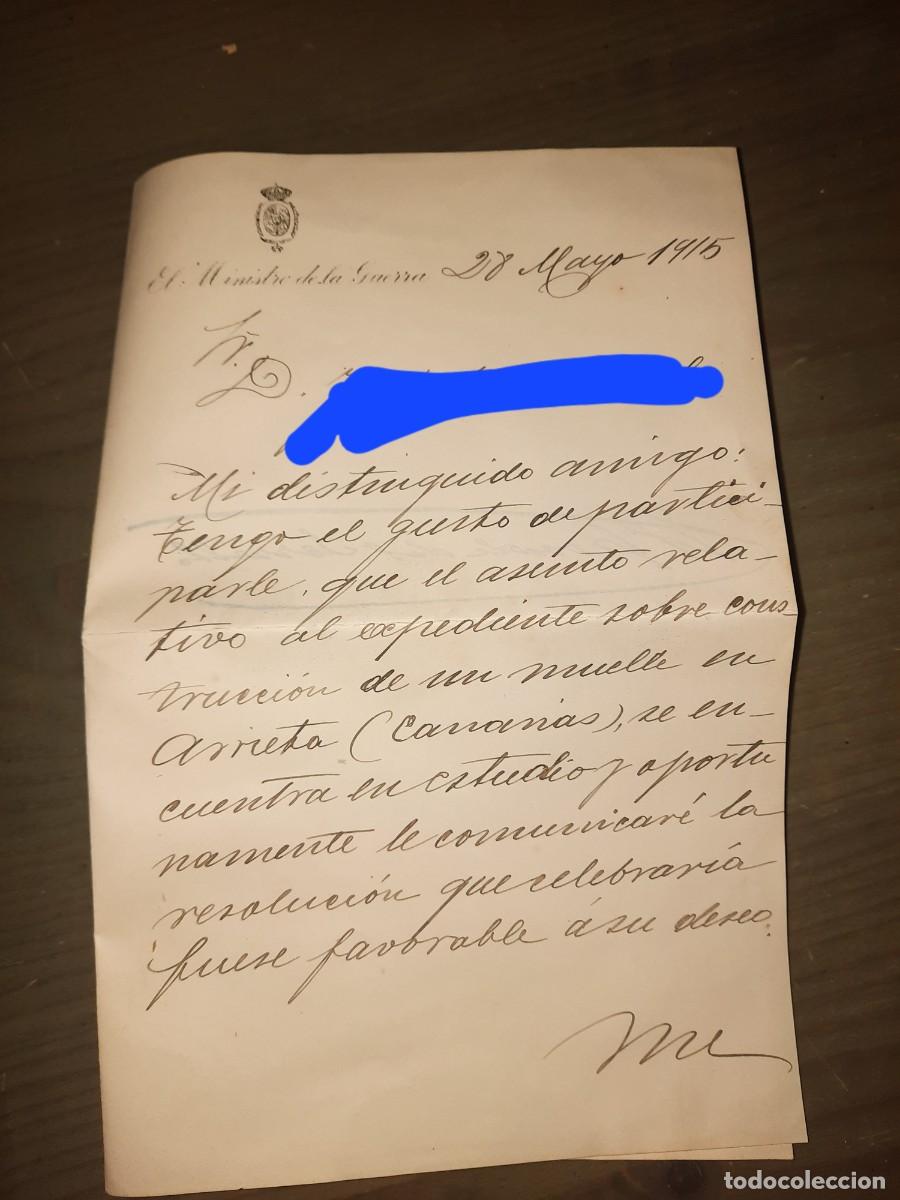 El Ministro de la Guerra 28 Mayo 1915
Sr.
D.
Mi distinguido amigo:
Tengo el gusto de partici-
parle, que el asunto rela-
tivo al expediente sobre cons
trucción de un muelle en
Arrieta (Canarias), se en-
cuentra en estudio y oportu
namente le comunicaré la
resolución que celebraría
fuese favorable á su deseo.
todocoleccion